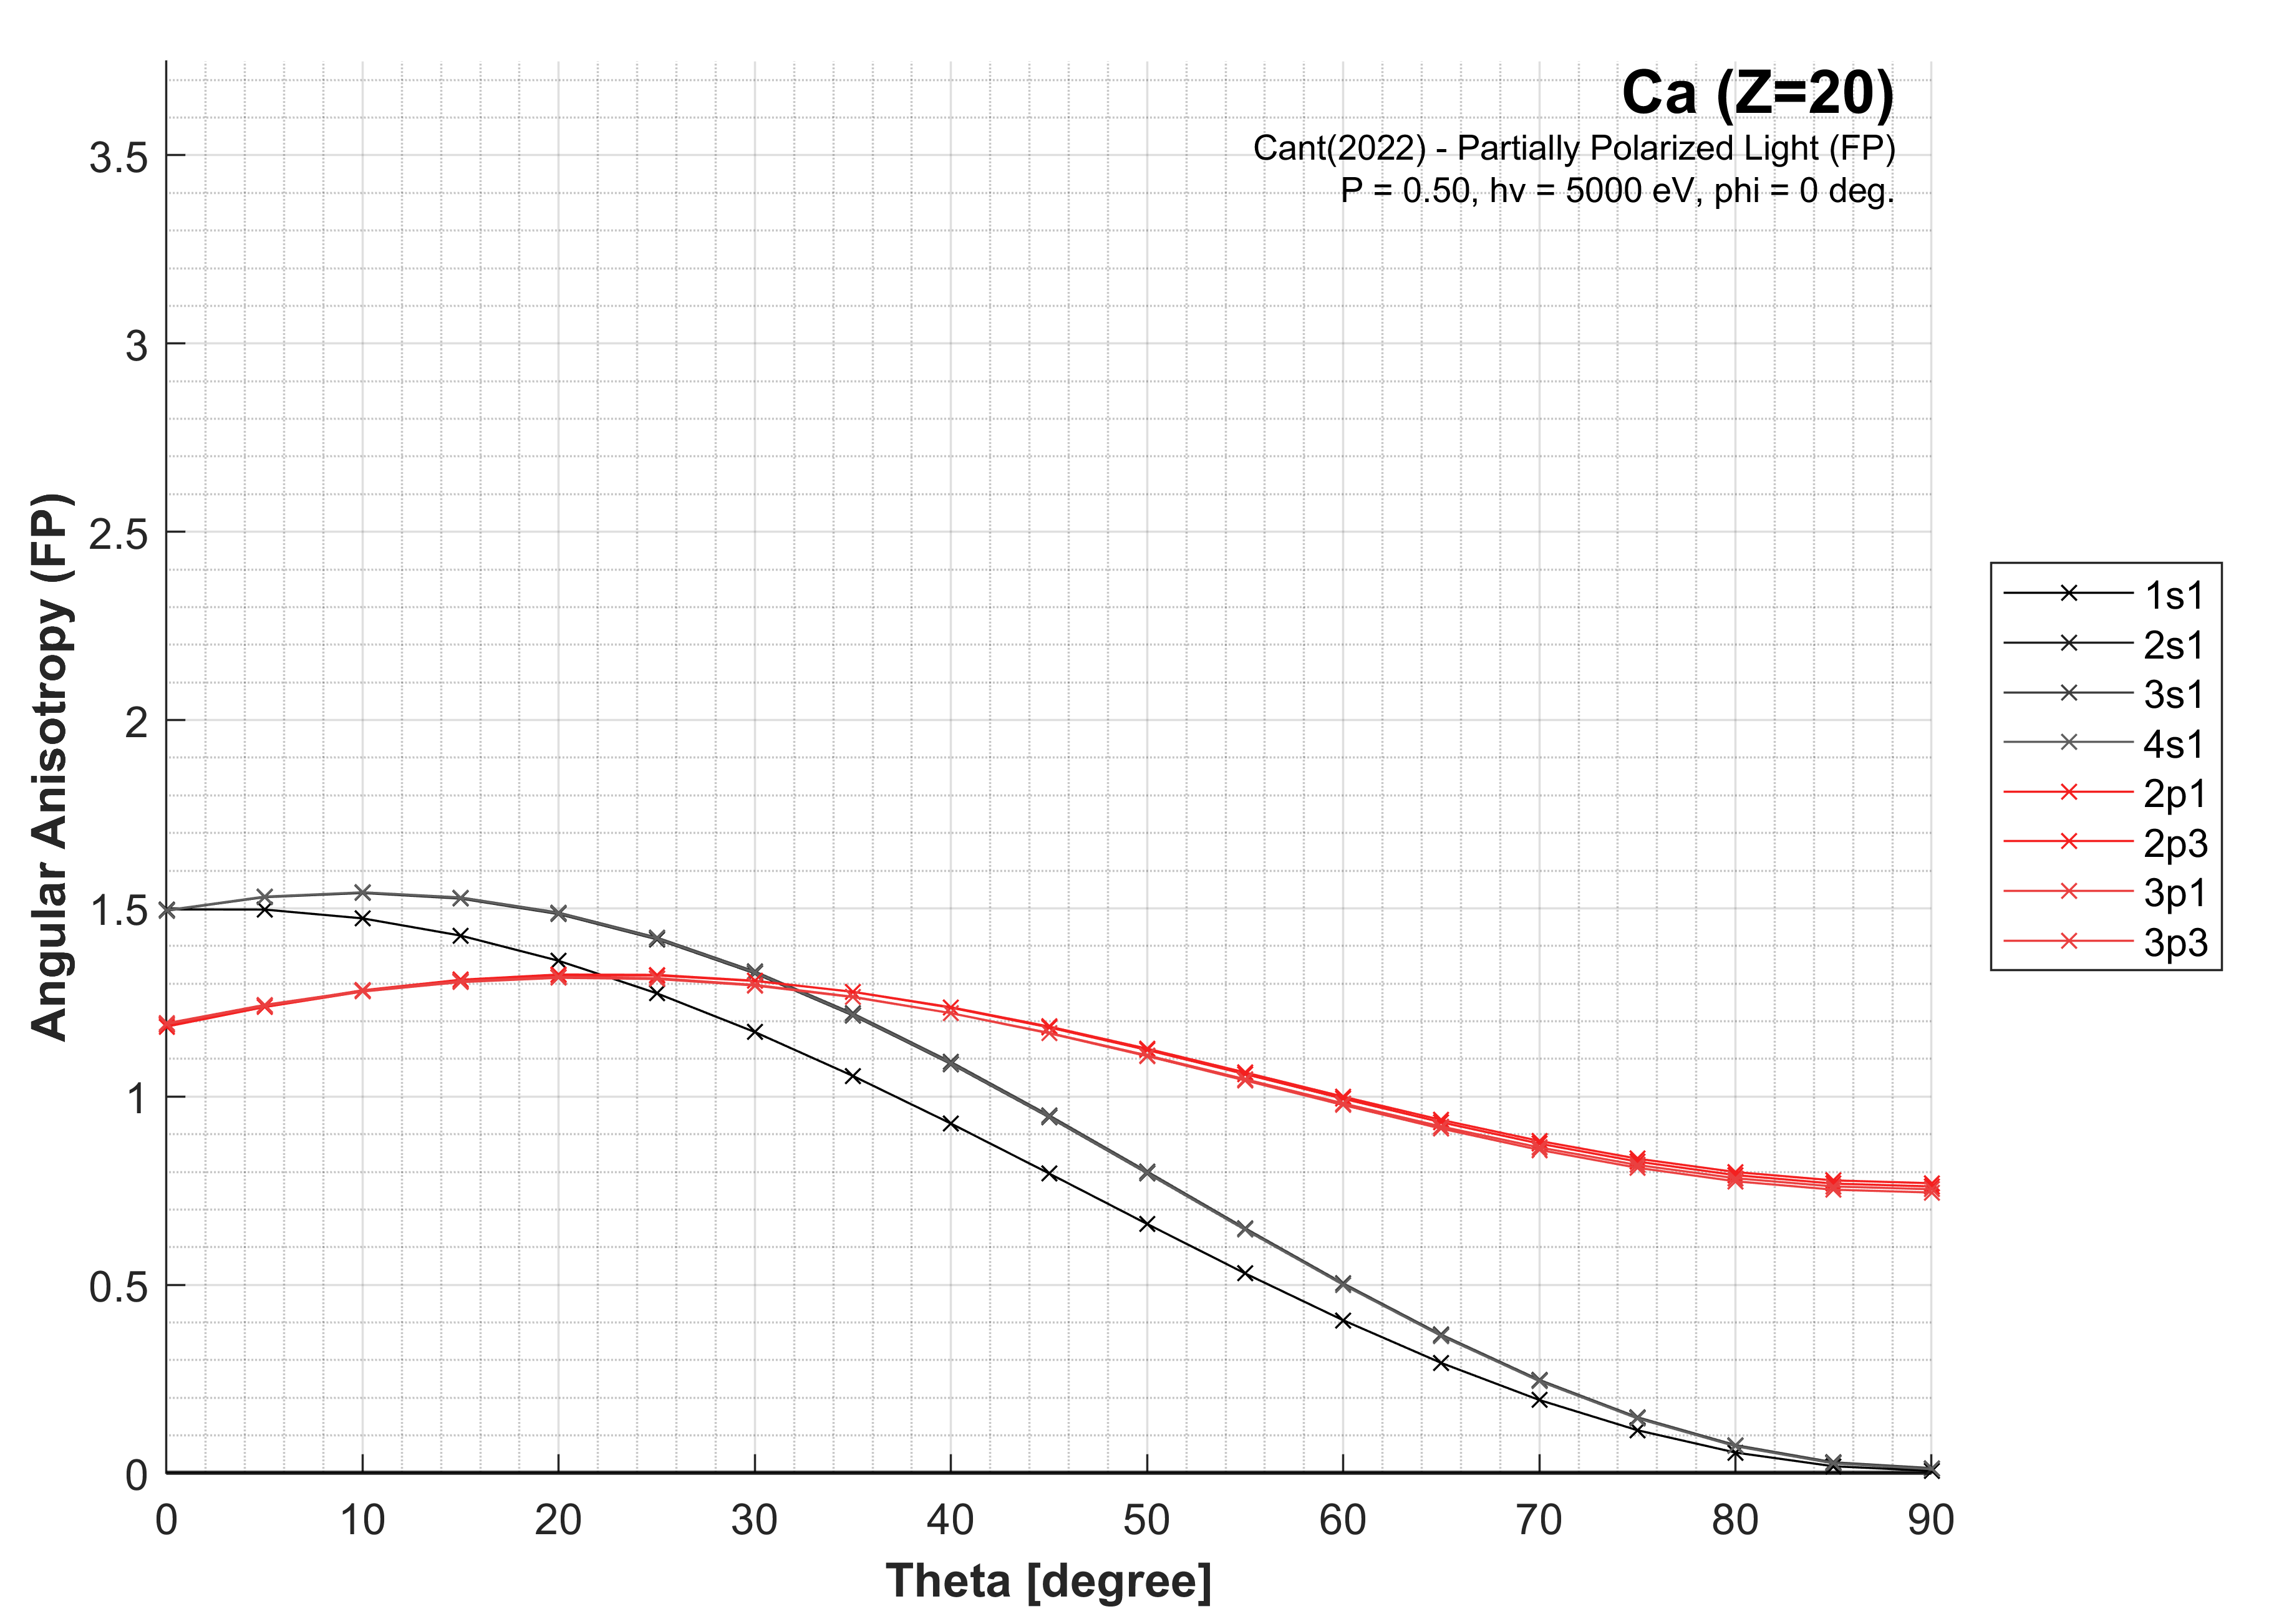 Ca (Z=20)
Cant(2022) - Partially Polarized Light (FP)
P = 0.50, hv = 5000 eV, phi = 0 deg.
Angular Anisotropy (FP)
3.5
3
2.5
2
1.5
1
0.5
0
0 10 20 30 40 50 60 70 80 90
Theta [degree]
1s1
2s1
3s1
4s1
2p1
2p3
3p1
3p3